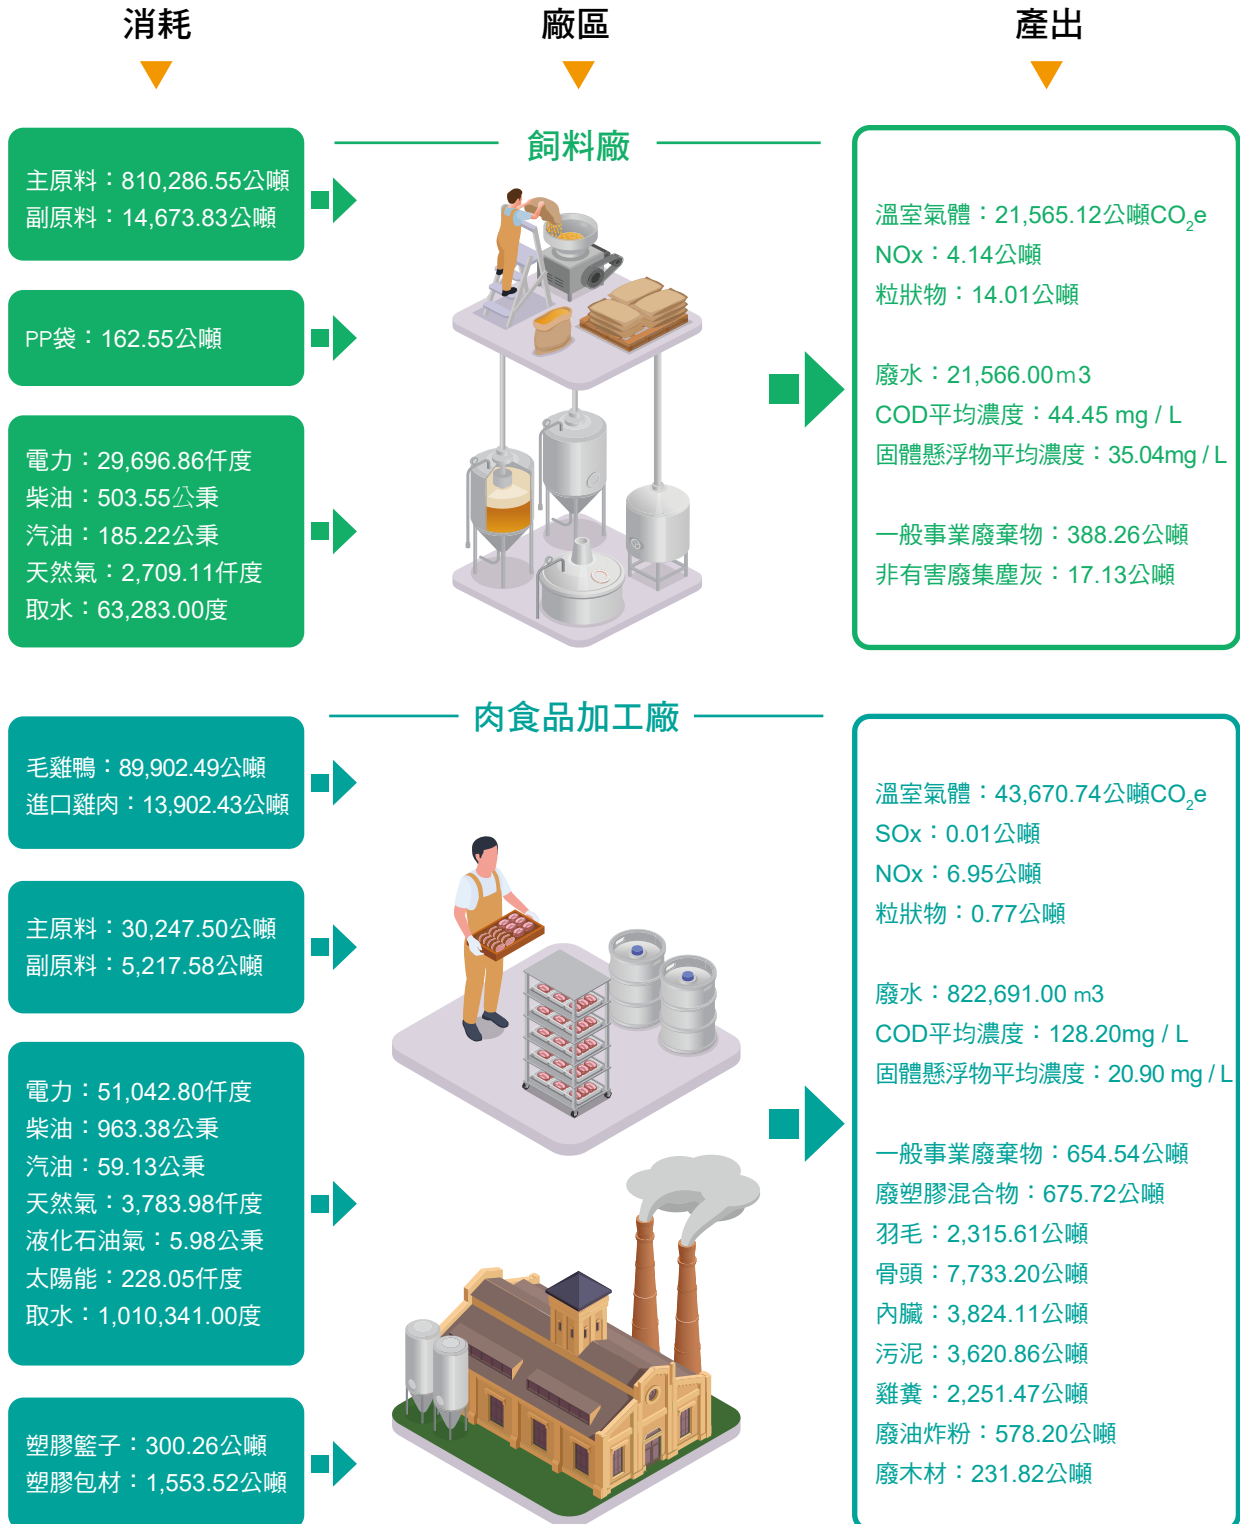 消耗
廠區
產出
飼料廠
主原料：810,286.55公噸
副原料：14,673.83公噸
PP袋：162.55公噸
電力：29,696.86仟度
柴油：503.55公秉
汽油：185.22公秉
天然氣：2,709.11仟度
取水：63,283.00度
溫室氣體：21,565.12公噸CO₂e
NOx：4.14公噸
粒狀物：14.01公噸
廢水：21,566.00m3
COD平均濃度：44.45 mg / L
固體懸浮物平均濃度：35.04mg / L
一般事業廢棄物：388.26公噸
非有害廢集塵灰：17.13公噸
肉食品加工廠
毛雞鴨：89,902.49公噸
進口雞肉：13,902.43公噸
主原料：30,247.50公噸
副原料：5,217.58公噸
電力：51,042.80仟度
柴油：963.38公秉
汽油：59.13公秉
天然氣：3,783.98仟度
液化石油氣：5.98公秉
太陽能：228.05仟度
取水：1,010,341.00度
塑膠籃子：300.26公噸
塑膠包材：1,553.52公噸
溫室氣體：43,670.74公噸CO₂e
SOx：0.01公噸
NOx：6.95公噸
粒狀物：0.77公噸
廢水：822,691.00 m3
COD平均濃度：128.20mg / L
固體懸浮物平均濃度：20.90 mg / L
一般事業廢棄物：654.54公噸
廢塑膠混合物：675.72公噸
羽毛：2,315.61公噸
骨頭：7,733.20公噸
內臟：3,824.11公噸
污泥：3,620.86公噸
雞糞：2,251.47公噸
廢油炸粉：578.20公噸
廢木材：231.82公噸